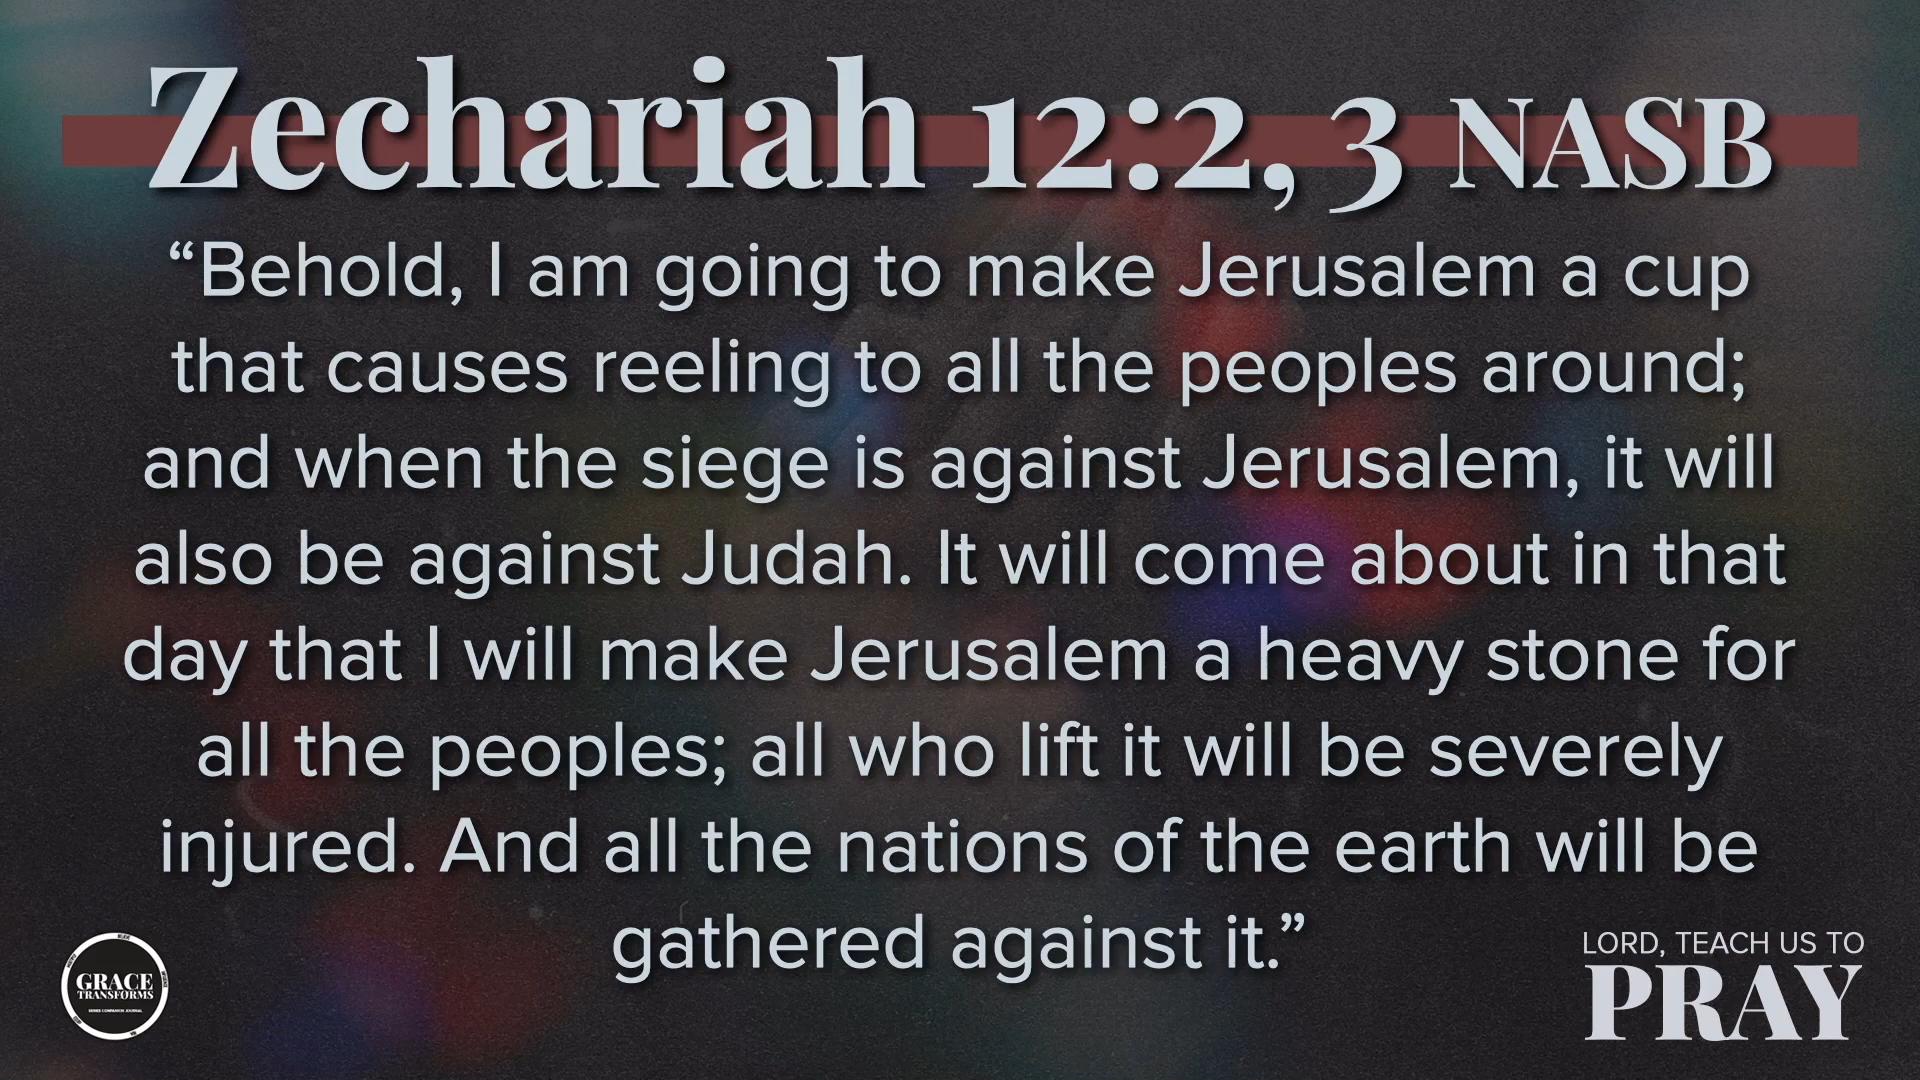 Zechariah 12:2, 3 NASB
“Behold, I am going to make Jerusalem a cup
that causes reeling to all the peoples around;
and when the siege is against Jerusalem, it will
also be against Judah. It will come about in that
day that I will make Jerusalem a heavy stone for
all the peoples; all who lift it will be severely
injured. And all the nations of the earth will be
gathered against it.”
GRACE
TRANSFORMS
SERIES COMPANION JOURNAL
LORD, TEACH US TO
PRAY